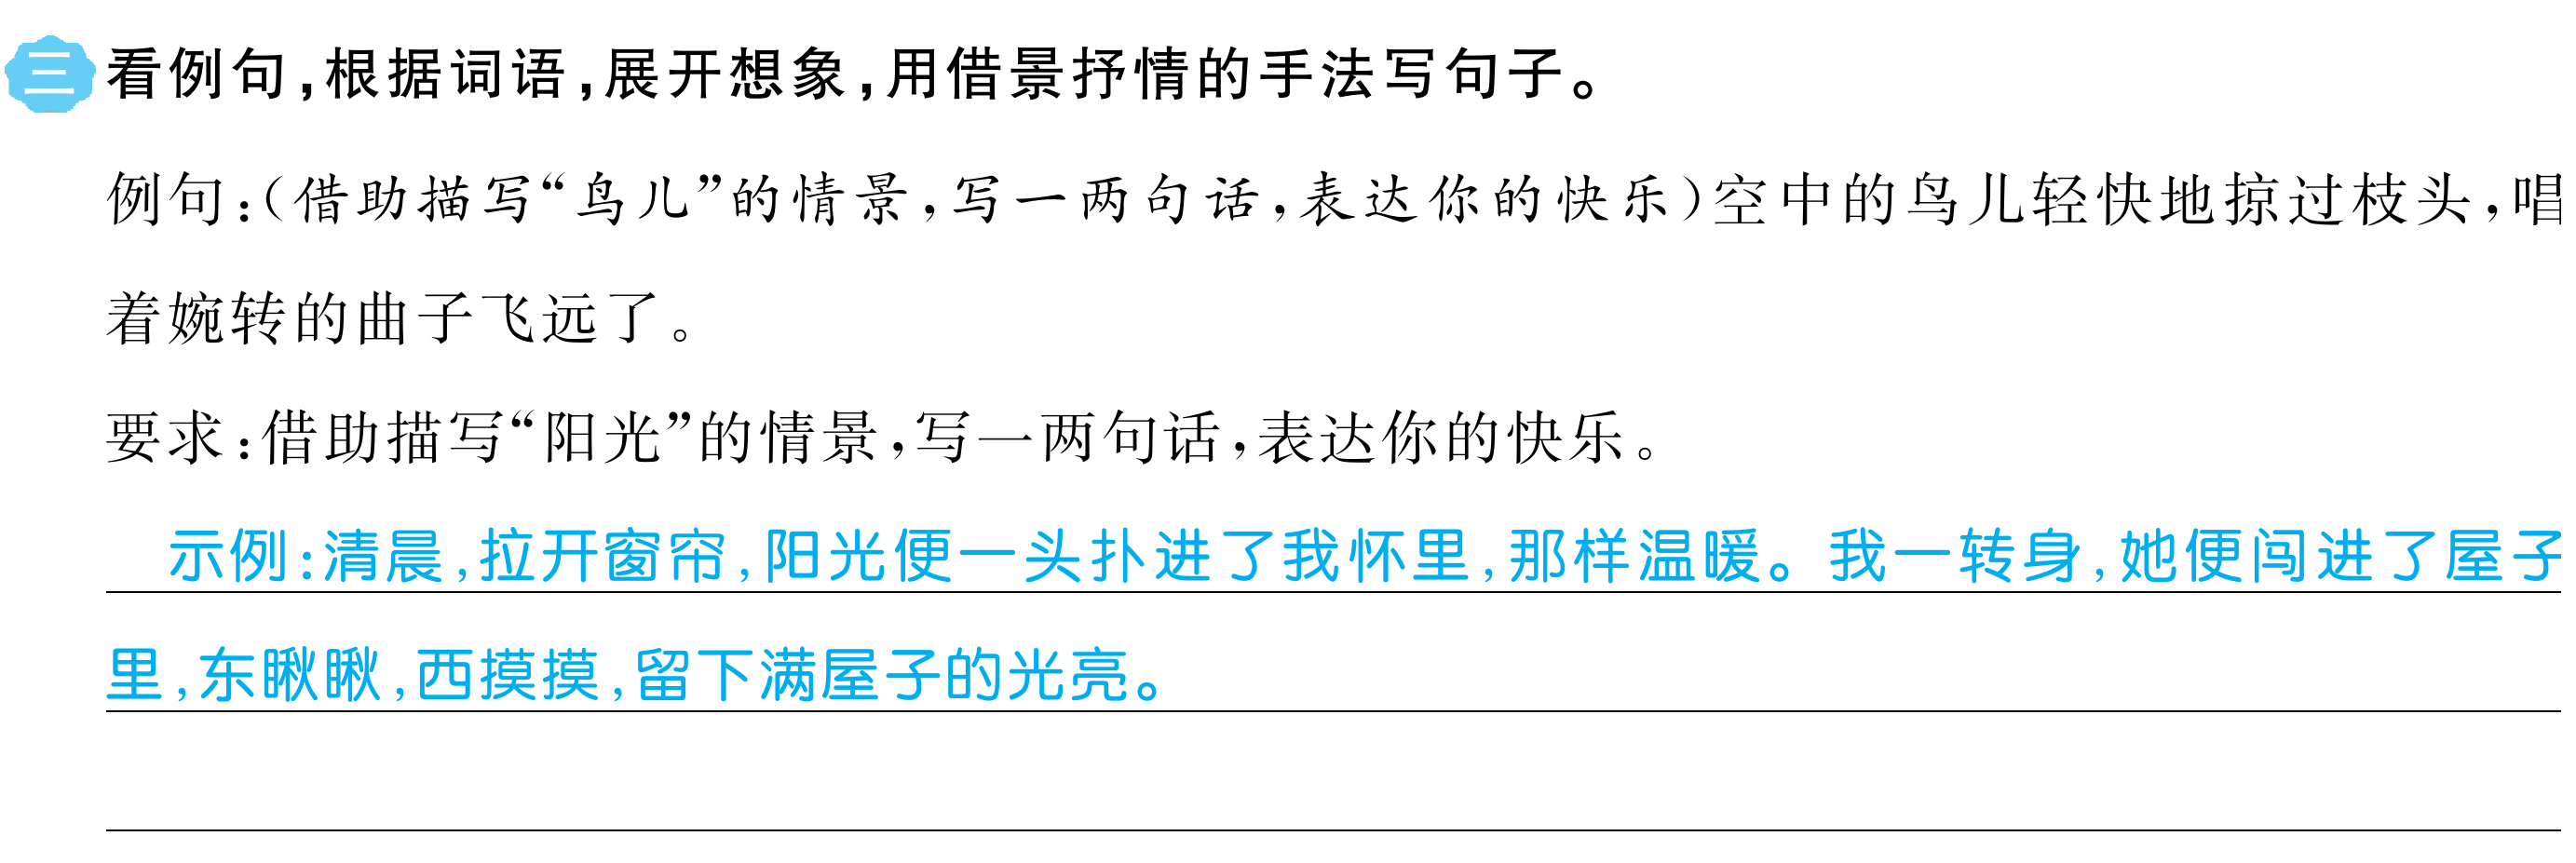 三 看例句,根据词语,展开想象,用借景抒情的手法写句子。
例句:(借助描写“鸟儿”的情景,写一两句话,表达你的快乐)空中的鸟儿轻快地掠过枝头,唱
着婉转的曲子飞远了。
要求:借助描写“阳光”的情景,写一两句话,表达你的快乐。
示例:清晨,拉开窗帘,阳光便一头扑进了我怀里,那样温暖。我一转身,她便闯进了屋子
里,东瞅瞅,西摸摸,留下满屋子的光亮。